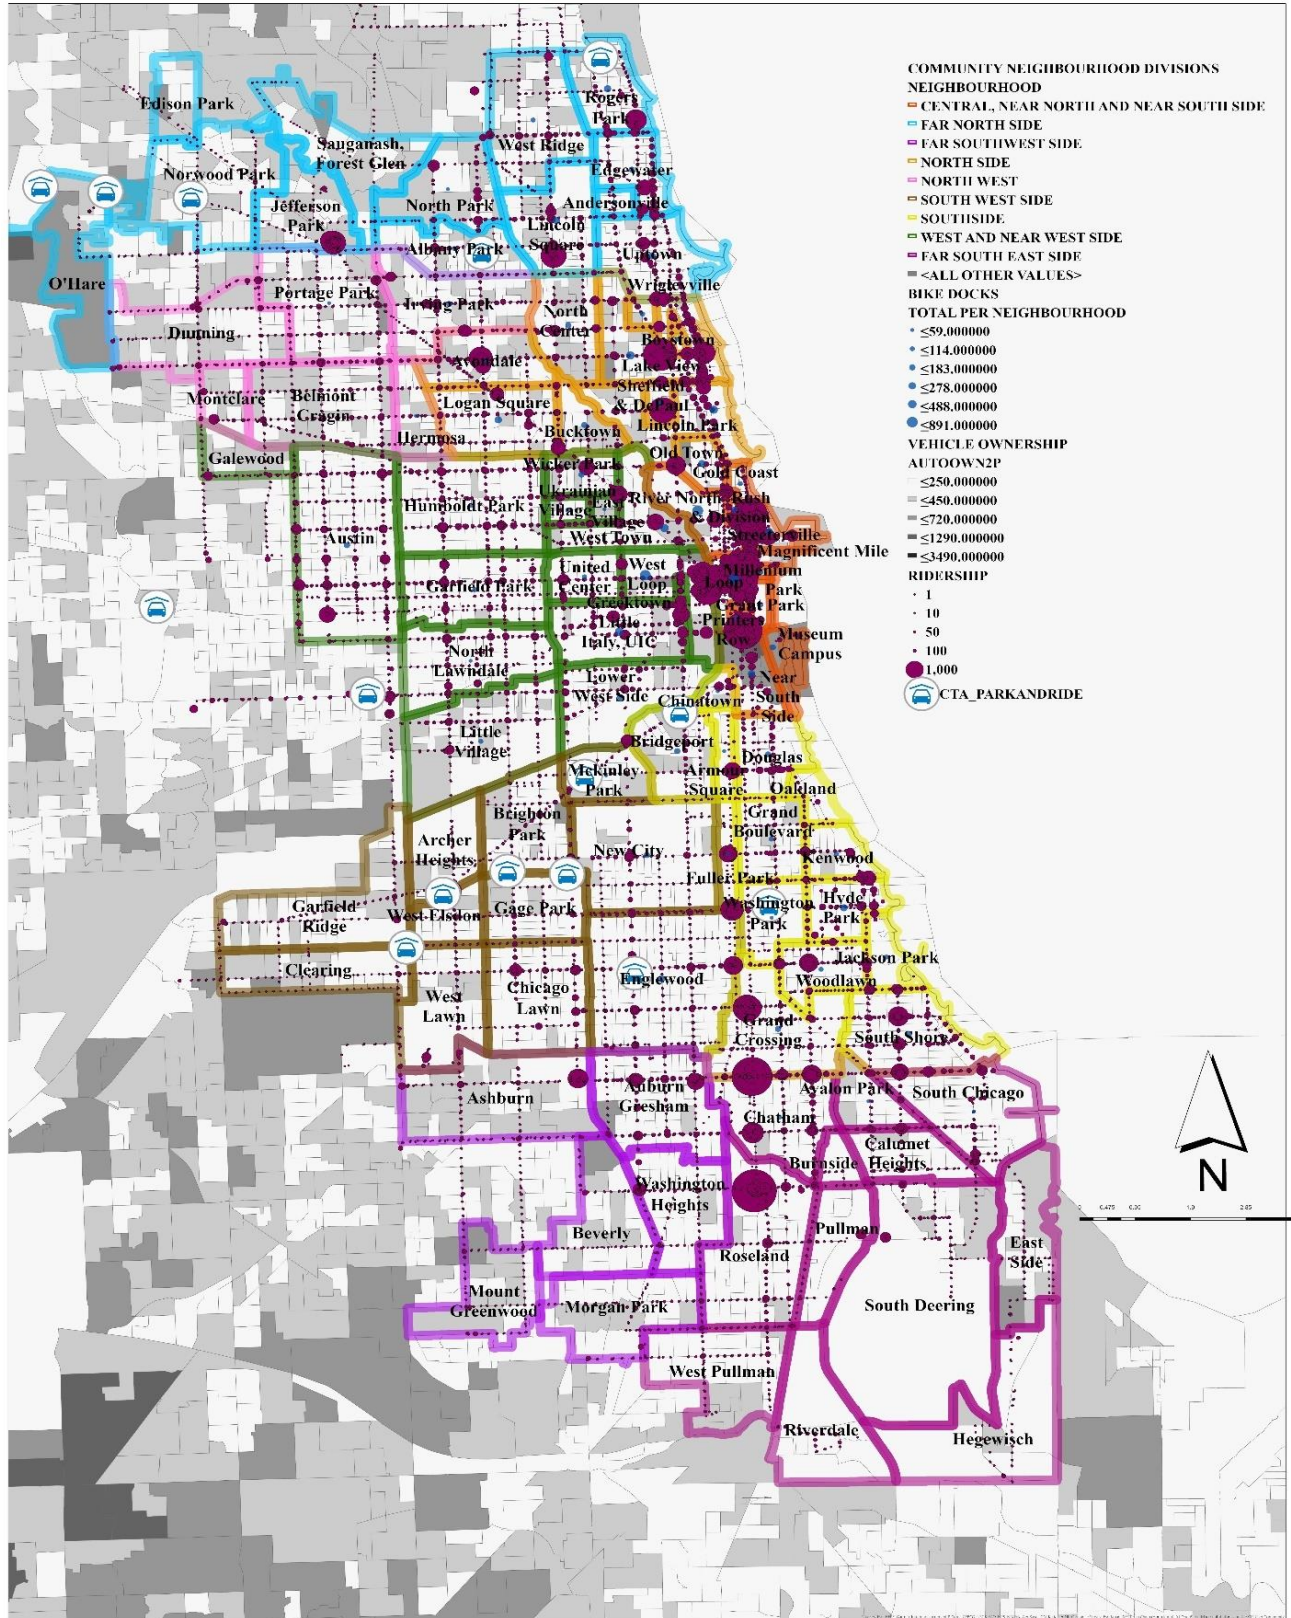 COMMUNITY NEIGHBOURHOOD DIVISIONS
NEIGHBOURHOOD
CENTRAL, NEAR NORTH AND NEAR SOUTH SIDE
FAR NORTH SIDE
FAR SOUTHWEST SIDE
NORTH SIDE
NORTH WEST
SOUTH WEST SIDE
SOUTHSIDE
WEST AND NEAR WEST SIDE
FAR SOUTH EAST SIDE
<ALL OTHER VALUES>
BIKE DOCKS
TOTAL PER NEIGHBOURHOOD
≤59.000000
≤114.000000
≤183.000000
≤278.000000
≤488.000000
≤891.000000
VEHICLE OWNERSHIP
AUTOOWN2P
≤250.000000
≤450.000000
≤720.000000
≤1290.000000
≤3490.000000
RIDERSHIP
1
10
50
100
1,000
CTA_PARKANDRIDE
Edison Park
Rogers
Park
Sauganash,
Forest Glen
West Ridge
Norwood Park
Edgewater
Jefferson
Park
North Park
Andersonville
Lincoln
Square
Albany Park
Uptown
O'Hare
Portage Park
Irving Park
Wrigleyville
Dunning
North
Center
Boystown
Avondale
Lake View
Montclare
Belmont
Cragin
Logan Square
Sheffield
& DePaul
Lincoln Park
Hermosa
Bucktown
Galewood
Wicker Park
Old Town
Gold Coast
Humboldt Park
Ukrainian
Village
East
Village
River North
Rush
& Division
Streeterville
Austin
West Town
Magnificent Mile
Garfield Park
United
Center
West
Loop
Loop
Millenium
Park
Greektown
Grant Park
Little
Italy, UIC
Printers
Row
Museum
Campus
North
Lawndale
Lower
West Side
Near
South
Side
Chinatown
Little
Village
Bridgeport
Douglas
Mckinley
Park
Armour
Square
Oakland
Brighton
Park
Grand
Boulevard
Archer
Heights
New City
Kenwood
Fuller Park
Garfield
Ridge
West Elsdon
Gage Park
Washington
Park
Hyde
Park
Clearing
Englewood
Jackson Park
Woodlawn
West
Lawn
Chicago
Lawn
Grand
Crossing
South Shore
Ashburn
Auburn
Gresham
Avalon Park
South Chicago
Chatham
Calumet
Heights
Burnside
Washington
Heights
Beverly
Roseland
Pullman
East
Side
Mount
Greenwood
Morgan Park
South Deering
West Pullman
Riverdale
Hegewisch
N